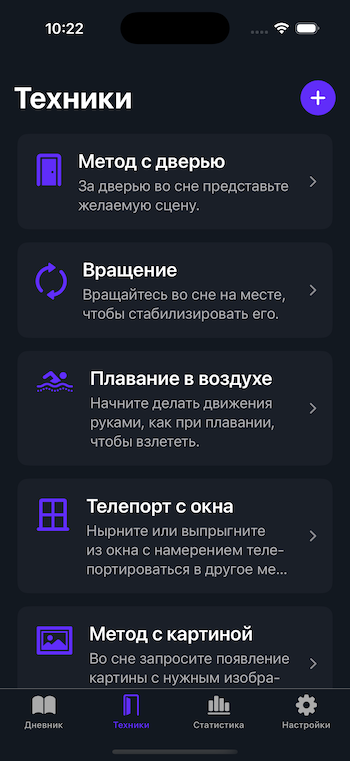 10:22
Техники
Метод с дверью
За дверью во сне представьте
желаемую сцену.
Вращение
Вращайтесь во сне на месте,
чтобы стабилизировать его.
Плавание в воздухе
Начните делать движения
руками, как при плавании,
чтобы взлететь.
Телепорт с окна
Нырните или выпрыгните
из окна с намерением теле-
портироваться в другое ме...
Метод с картиной
Во сне запросите появление
картины с нужным изобра-
Дневник
Техники
Статистика
Настройки